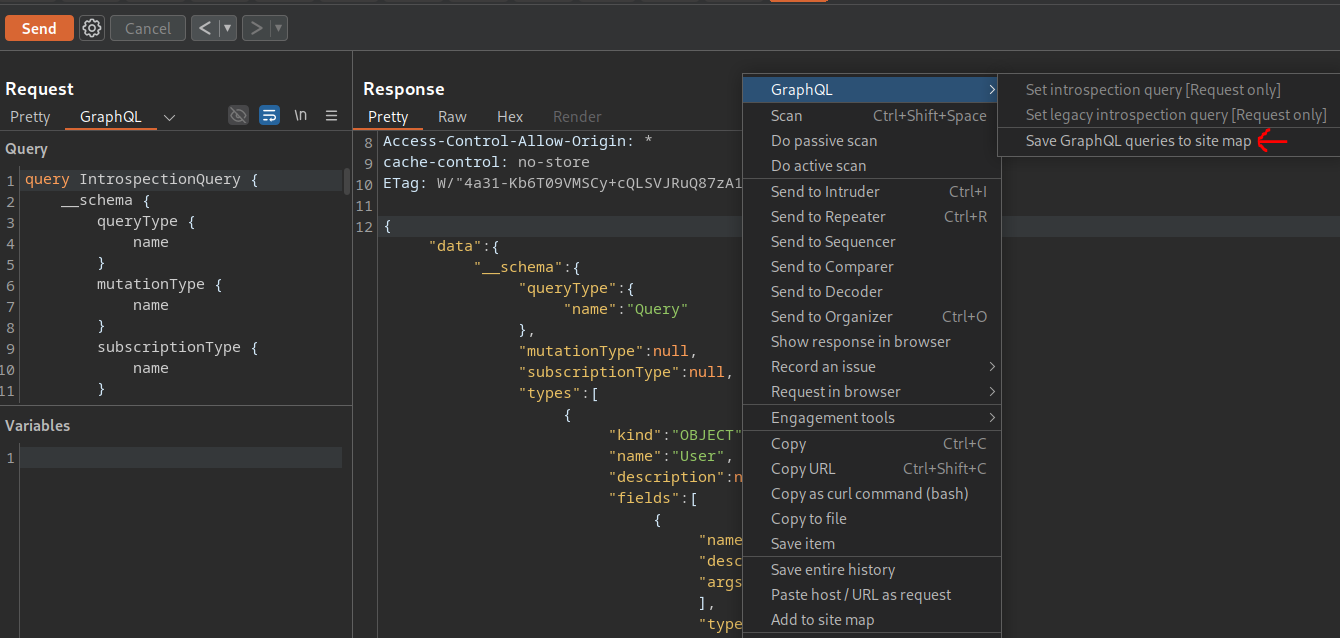 Send
Cancel
Request
Pretty
GraphQL
\n
Query
1 query IntrospectionQuery {
2 __schema {
3 queryType {
4 name
5 }
6 mutationType {
7 name
8 }
9 subscriptionType {
10 name
11 }
Variables
1
Response
Pretty
Raw
Hex
Render
8 Access-Control-Allow-Origin: *
9 cache-control: no-store
10 ETag: W/"4a31-Kb6T09VMSCy+cQLSVJRuQ87zA1
11
12 {
"data":{
"__schema":{
"queryType":{
"name":"Query"
},
"mutationType":null,
"subscriptionType":null,
"types":[
{
"kind":"OBJECT"
"name":"User",
"description":n
"fields":[
{
"name
"desc
"args
],
"type
GraphQL
Scan Ctrl+Shift+Space
Do passive scan
Do active scan
Send to Intruder Ctrl+I
Send to Repeater Ctrl+R
Send to Sequencer
Send to Comparer
Send to Decoder
Send to Organizer Ctrl+O
Show response in browser
Record an issue
Request in browser
Engagement tools
Copy Ctrl+C
Copy URL Ctrl+Shift+C
Copy as curl command (bash)
Copy to file
Save item
Save entire history
Paste host / URL as request
Add to site map
Set introspection query [Request only]
Set legacy introspection query [Request only]
Save GraphQL queries to site map